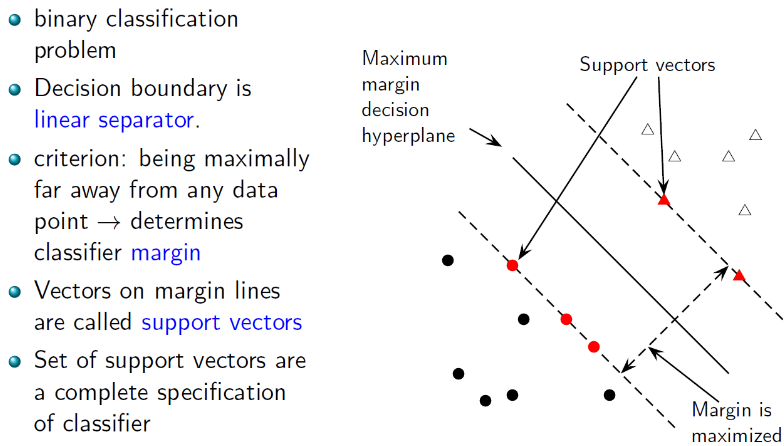 binary classification
problem
Decision boundary is
linear separator.
criterion: being maximally
far away from any data
point → determines
classifier margin
Vectors on margin lines
are called support vectors
Set of support vectors are
a complete specification
of classifier
Maximum
margin
decision
hyperplane
Support vectors
Margin is
maximized